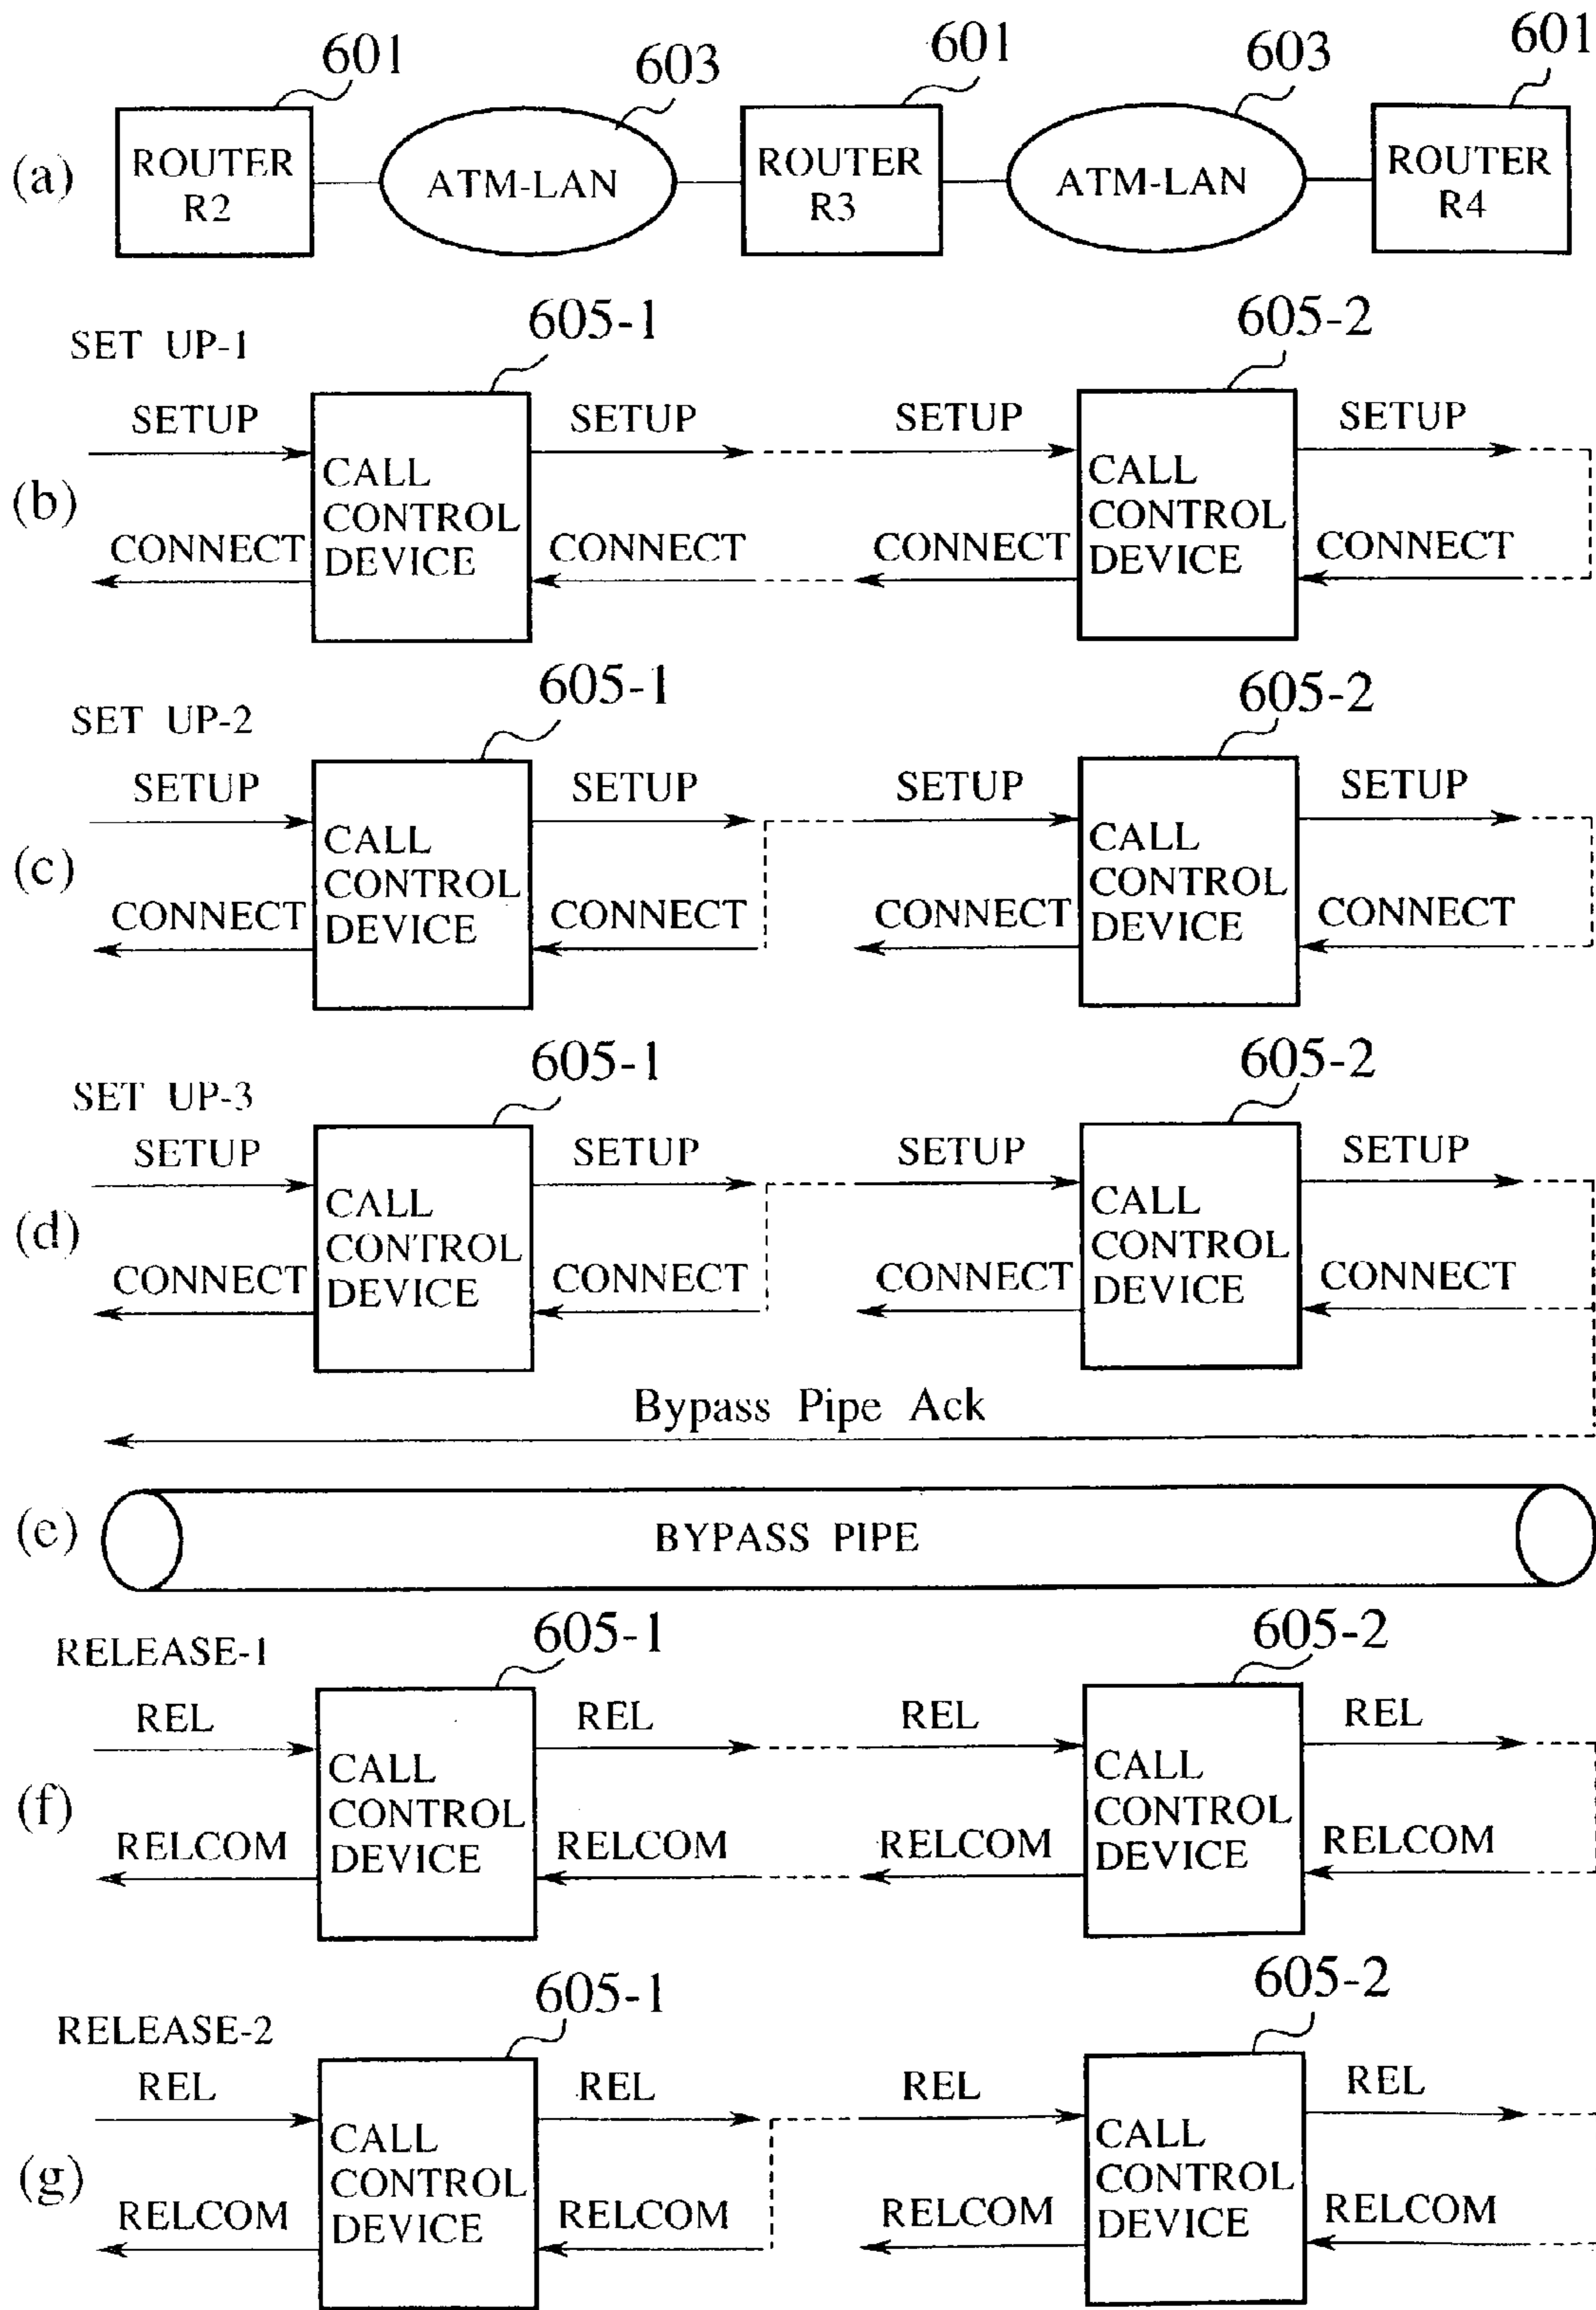 601
603
601
603
601
(a)
ROUTER
R2
ATM-LAN
ROUTER
R3
ATM-LAN
ROUTER
R4
SET UP-1
605-1
605-2
(b)
SETUP
SETUP
SETUP
SETUP
CALL
CONTROL
DEVICE
CALL
CONTROL
DEVICE
CONNECT
CONNECT
CONNECT
CONNECT
SET UP-2
605-1
605-2
(c)
SETUP
SETUP
SETUP
SETUP
CALL
CONTROL
DEVICE
CALL
CONTROL
DEVICE
CONNECT
CONNECT
CONNECT
CONNECT
SET UP-3
605-1
605-2
(d)
SETUP
SETUP
SETUP
SETUP
CALL
CONTROL
DEVICE
CALL
CONTROL
DEVICE
CONNECT
CONNECT
CONNECT
CONNECT
Bypass Pipe Ack
(e)
BYPASS PIPE
RELEASE-1
605-1
605-2
(f)
REL
REL
REL
REL
CALL
CONTROL
DEVICE
CALL
CONTROL
DEVICE
RELCOM
RELCOM
RELCOM
RELCOM
RELEASE-2
605-1
605-2
(g)
REL
REL
REL
REL
CALL
CONTROL
DEVICE
CALL
CONTROL
DEVICE
RELCOM
RELCOM
RELCOM
RELCOM